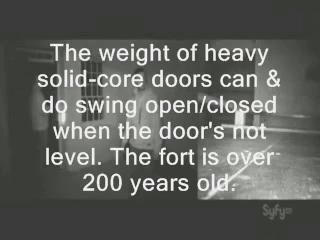 The weight of heavy
solid-core doors can &
do swing open/closed
when the door's not
level. The fort is over
200 years old.
Syfy